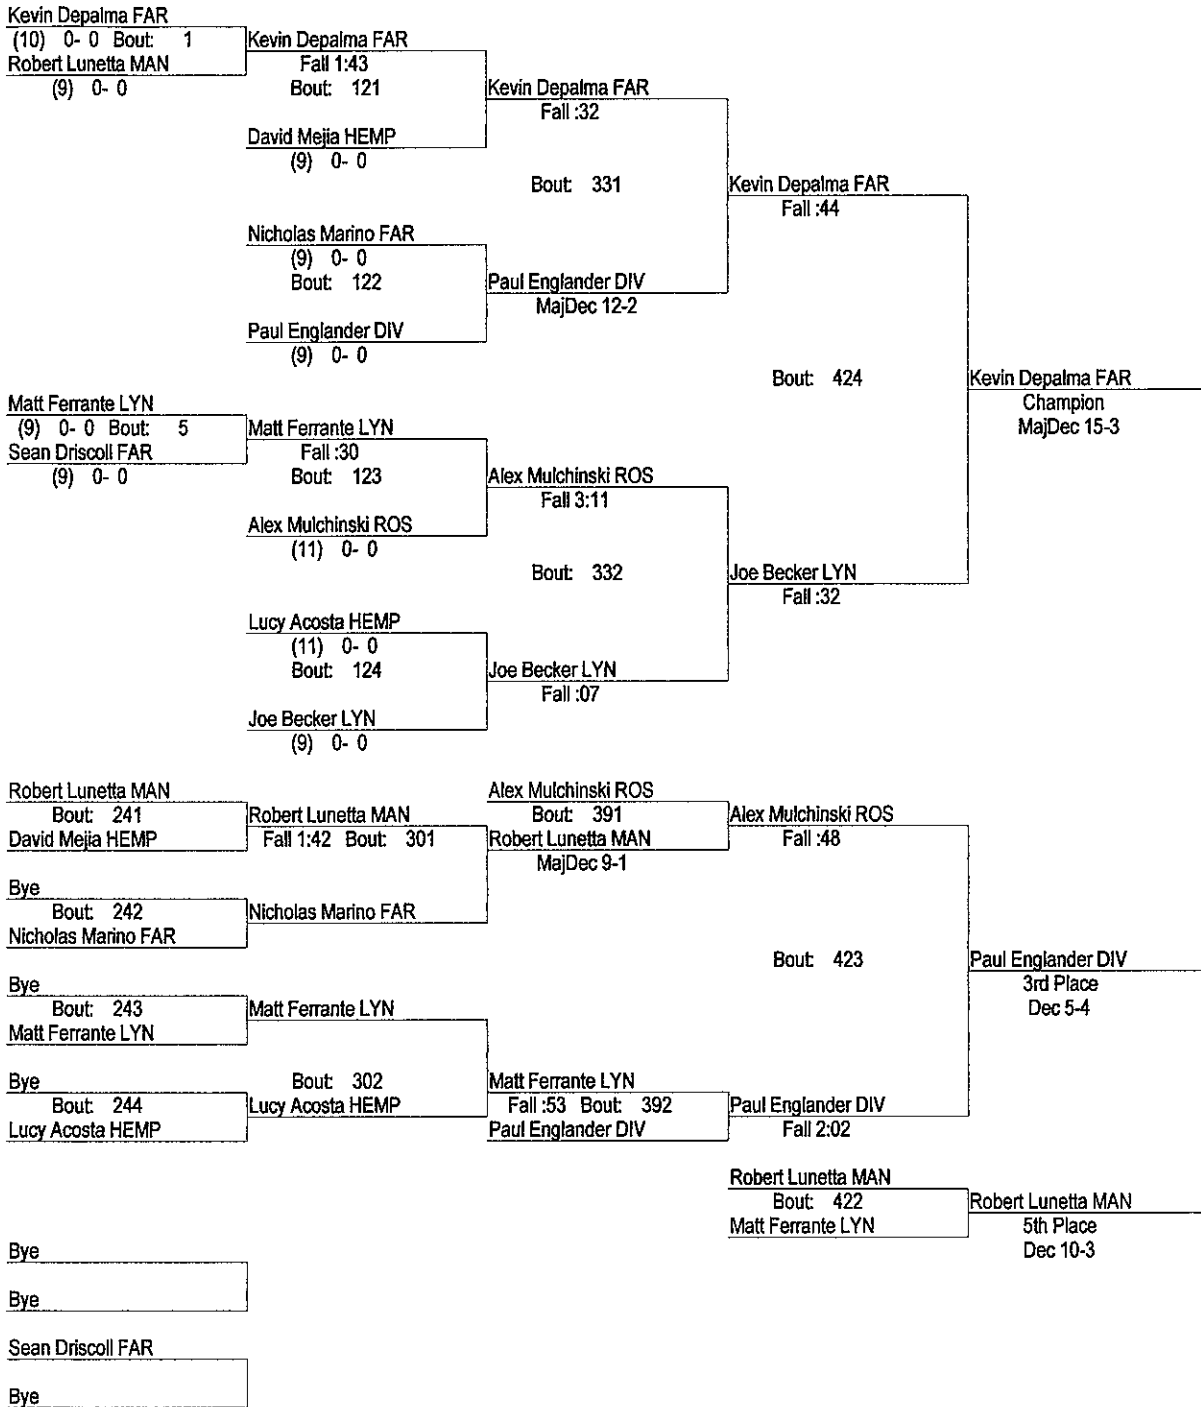 Kevin Depalma FAR
(10) 0- 0 Bout: 1
Robert Lunetta MAN
(9) 0- 0
Kevin Depalma FAR
Fall 1:43
Bout: 121
David Mejia HEMP
(9) 0- 0
Kevin Depalma FAR
Fall :32
Bout: 331
Nicholas Marino FAR
(9) 0- 0
Bout: 122
Paul Englander DIV
(9) 0- 0
Paul Englander DIV
MajDec 12-2
Kevin Depalma FAR
Fall :44
Bout: 424
Kevin Depalma FAR
Champion
MajDec 15-3
Matt Ferrante LYN
(9) 0- 0 Bout: 5
Sean Driscoll FAR
(9) 0- 0
Matt Ferrante LYN
Fall :30
Bout: 123
Alex Mulchinski ROS
(11) 0- 0
Alex Mulchinski ROS
Fall 3:11
Bout: 332
Lucy Acosta HEMP
(11) 0- 0
Bout: 124
Joe Becker LYN
(9) 0- 0
Joe Becker LYN
Fall :07
Joe Becker LYN
Fall :32
Robert Lunetta MAN
Bout: 241
David Mejia HEMP
Robert Lunetta MAN
Fall 1:42 Bout: 301
Bye
Bout: 242
Nicholas Marino FAR
Nicholas Marino FAR
Alex Mulchinski ROS
Bout: 391
Robert Lunetta MAN
MajDec 9-1
Alex Mulchinski ROS
Fall :48
Bye
Bout: 243
Matt Ferrante LYN
Matt Ferrante LYN
Bye
Bout: 244
Lucy Acosta HEMP
Bout: 302
Lucy Acosta HEMP
Matt Ferrante LYN
Fall :53 Bout: 392
Paul Englander DIV
Paul Englander DIV
Fall 2:02
Bout: 423
Paul Englander DIV
3rd Place
Dec 5-4
Robert Lunetta MAN
Bout: 422
Matt Ferrante LYN
Robert Lunetta MAN
5th Place
Dec 10-3
Bye
Bye
Sean Driscoll FAR
Bye